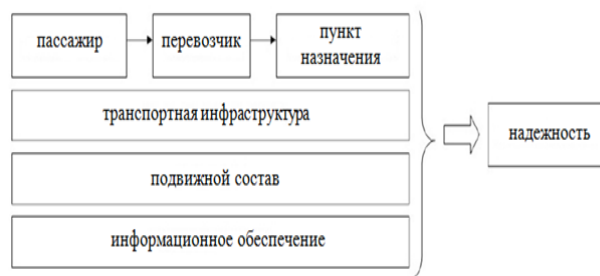 пассажир
перевозчик
пункт
назначения
транспортная инфраструктура
подвижной состав
информационное обеспечение
надежность